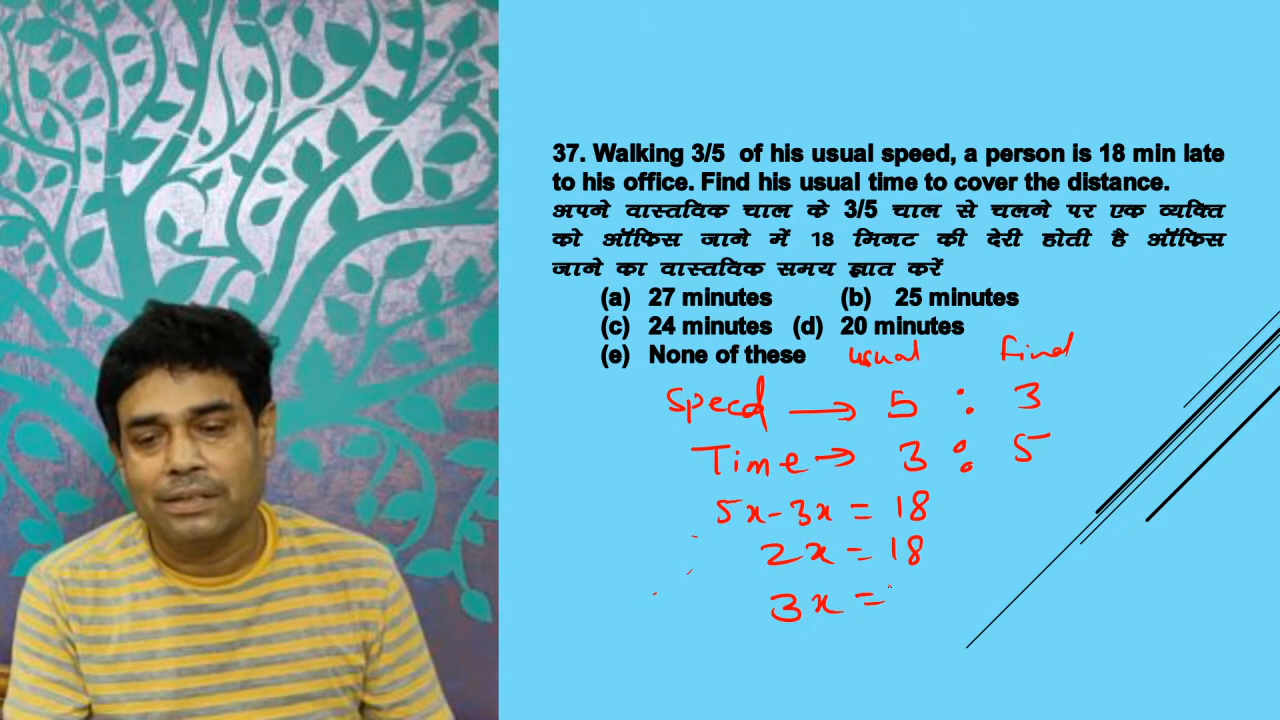 37. Walking 3/5 of his usual speed, a person is 18 min late
to his office. Find his usual time to cover the distance.
अपने वास्तविक चाल के 3/5 चाल से चलने पर एक व्यक्ति
को ऑफिस जाने में 18 मिनट की देरी होती है ऑफिस
जाने का वास्तविक समय ज्ञात करें
(a) 27 minutes (b) 25 minutes
(c) 24 minutes (d) 20 minutes
(e) None of these
usual Find
Speed → 5 : 3
Time → 3 : 5
5x - 3x = 18
2x = 18
3x =